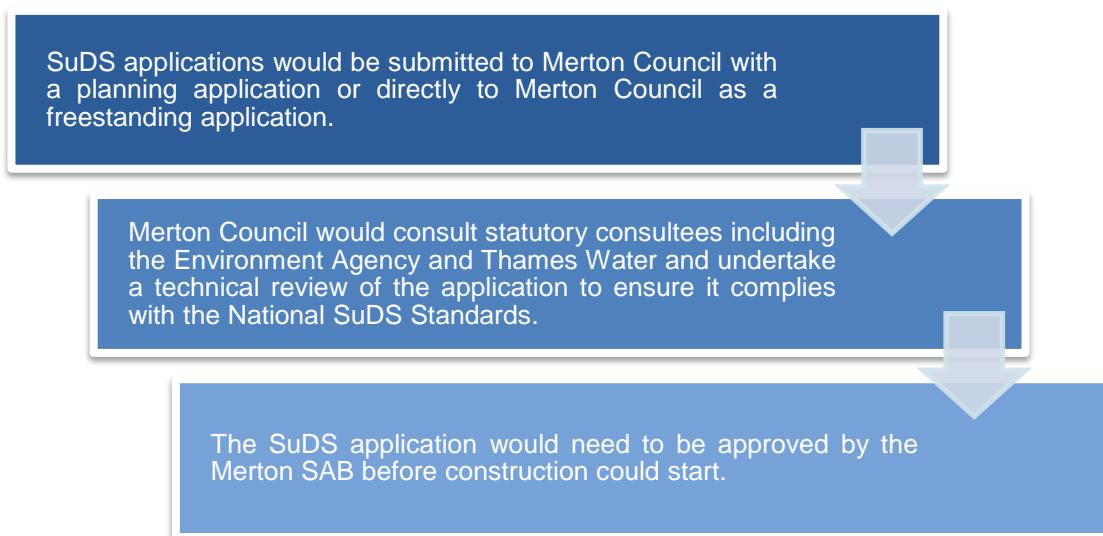 SuDS applications would be submitted to Merton Council with
a planning application or directly to Merton Council as a
freestanding application.
Merton Council would consult statutory consultees including
the Environment Agency and Thames Water and undertake
a technical review of the application to ensure it complies
with the National SuDS Standards.
The SuDS application would need to be approved by the
Merton SAB before construction could start.